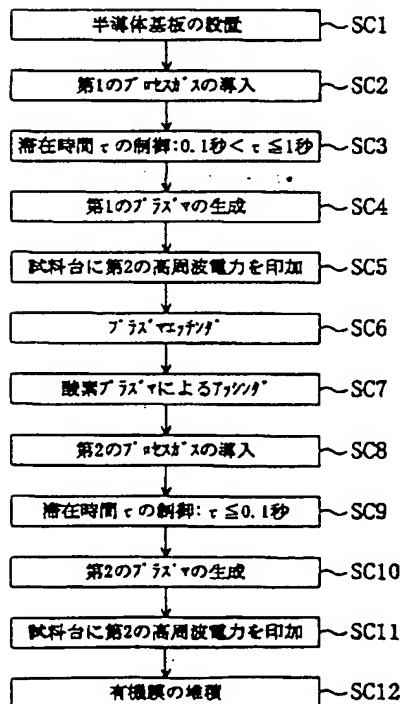 半導体基板の設置 SC1
第1のプロセスガスの導入 SC2
滞在時間τの制御:0.1秒<τ≦1秒 SC3
第1のプラズマの生成 SC4
試料台に第2の高周波電力を印加 SC5
プラズマエッチング SC6
酸素プラズマによるアッシング SC7
第2のプロセスガスの導入 SC8
滞在時間τの制御:τ≦0.1秒 SC9
第2のプラズマの生成 SC10
試料台に第2の高周波電力を印加 SC11
有機膜の堆積 SC12